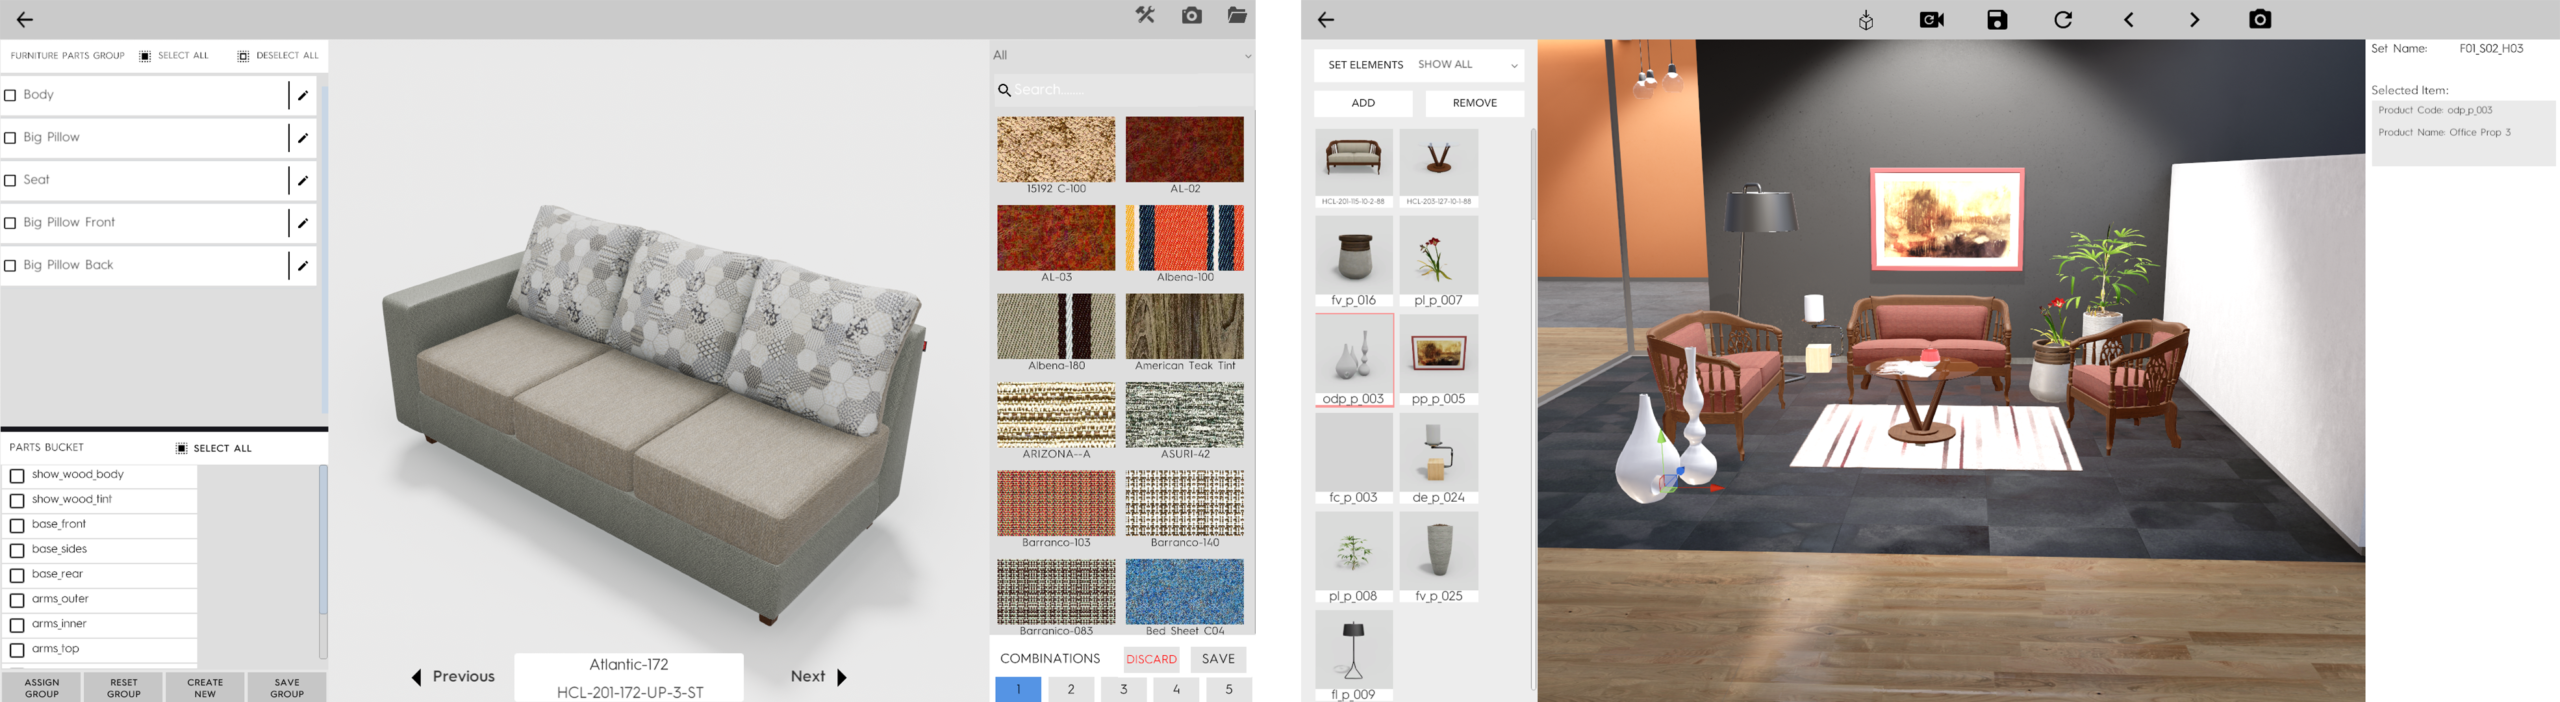 FURNITURE PARTS GROUP SELECT ALL DESELECT ALL
Body
Big Pillow
Seat
Big Pillow Front
Big Pillow Back
PARTS BUCKET SELECT ALL
show_wood_body
show_wood_tint
base_front
base_sides
base_rear
arms_outer
arms_inner
arms_top
ASSIGN GROUP
RESET GROUP
CREATE NEW
SAVE GROUP
Previous
Atlantic-172
HCL-201-172-UP-3-ST
Next
All
Search......
15192 C-100 AL-02
AL-03 Albena-100
Albena-180 American Teak Tint
ARIZONA--A ASURI-42
Barranco-103 Barranco-140
Barranico-083 Bed Sheet C04
COMBINATIONS DISCARD SAVE
1 2 3 4 5
SET ELEMENTS SHOW ALL
ADD REMOVE
HCL-201-115-10-2-88 HCL-203-127-10-1-88
fv_p_016 pl_p_007
odp_p_003 pp_p_005
fc_p_003 de_p_024
pl_p_008 fv_p_025
fl_p_009
Set Name: F01_S02_H03
Selected Item:
Product Code: odp_p_003
Product Name: Office Prop 3